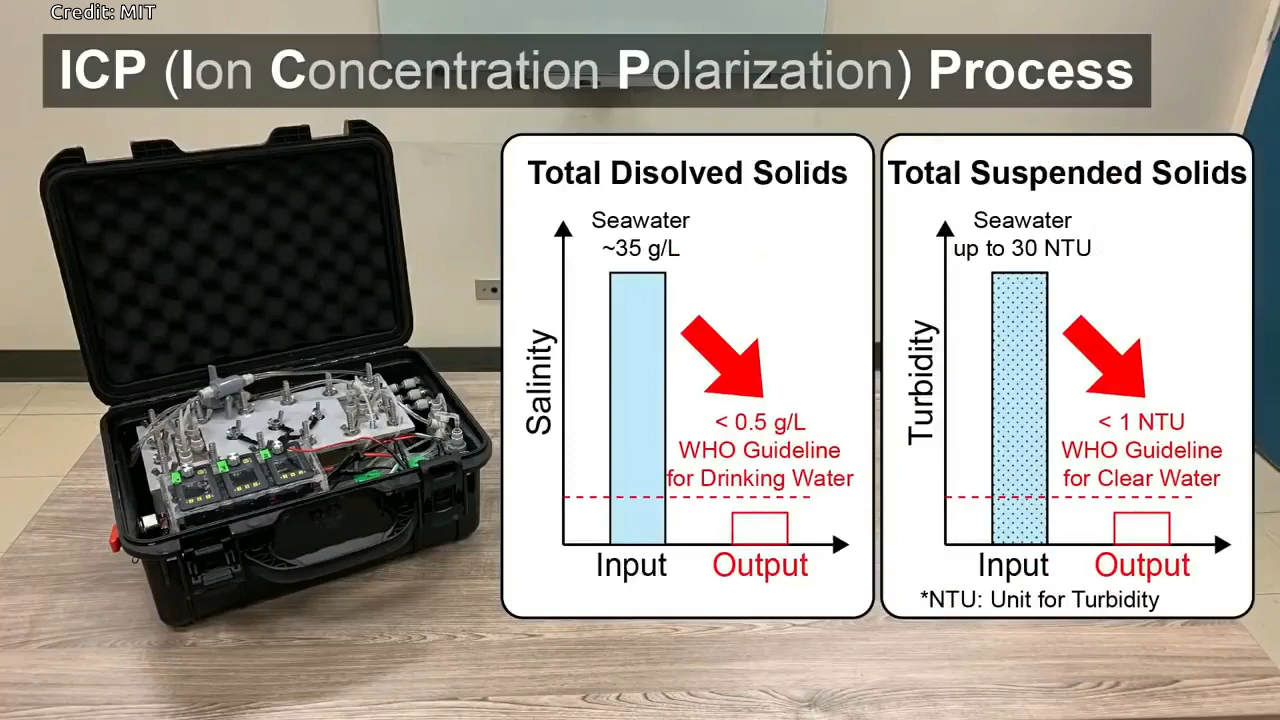 Credit: MIT
ICP (Ion Concentration Polarization) Process
Total Disolved Solids
Seawater
~35 g/L
Salinity
< 0.5 g/L
WHO Guideline
for Drinking Water
Input
Output
Total Suspended Solids
Seawater
up to 30 NTU
Turbidity
< 1 NTU
WHO Guideline
for Clear Water
Input
Output
*NTU: Unit for Turbidity